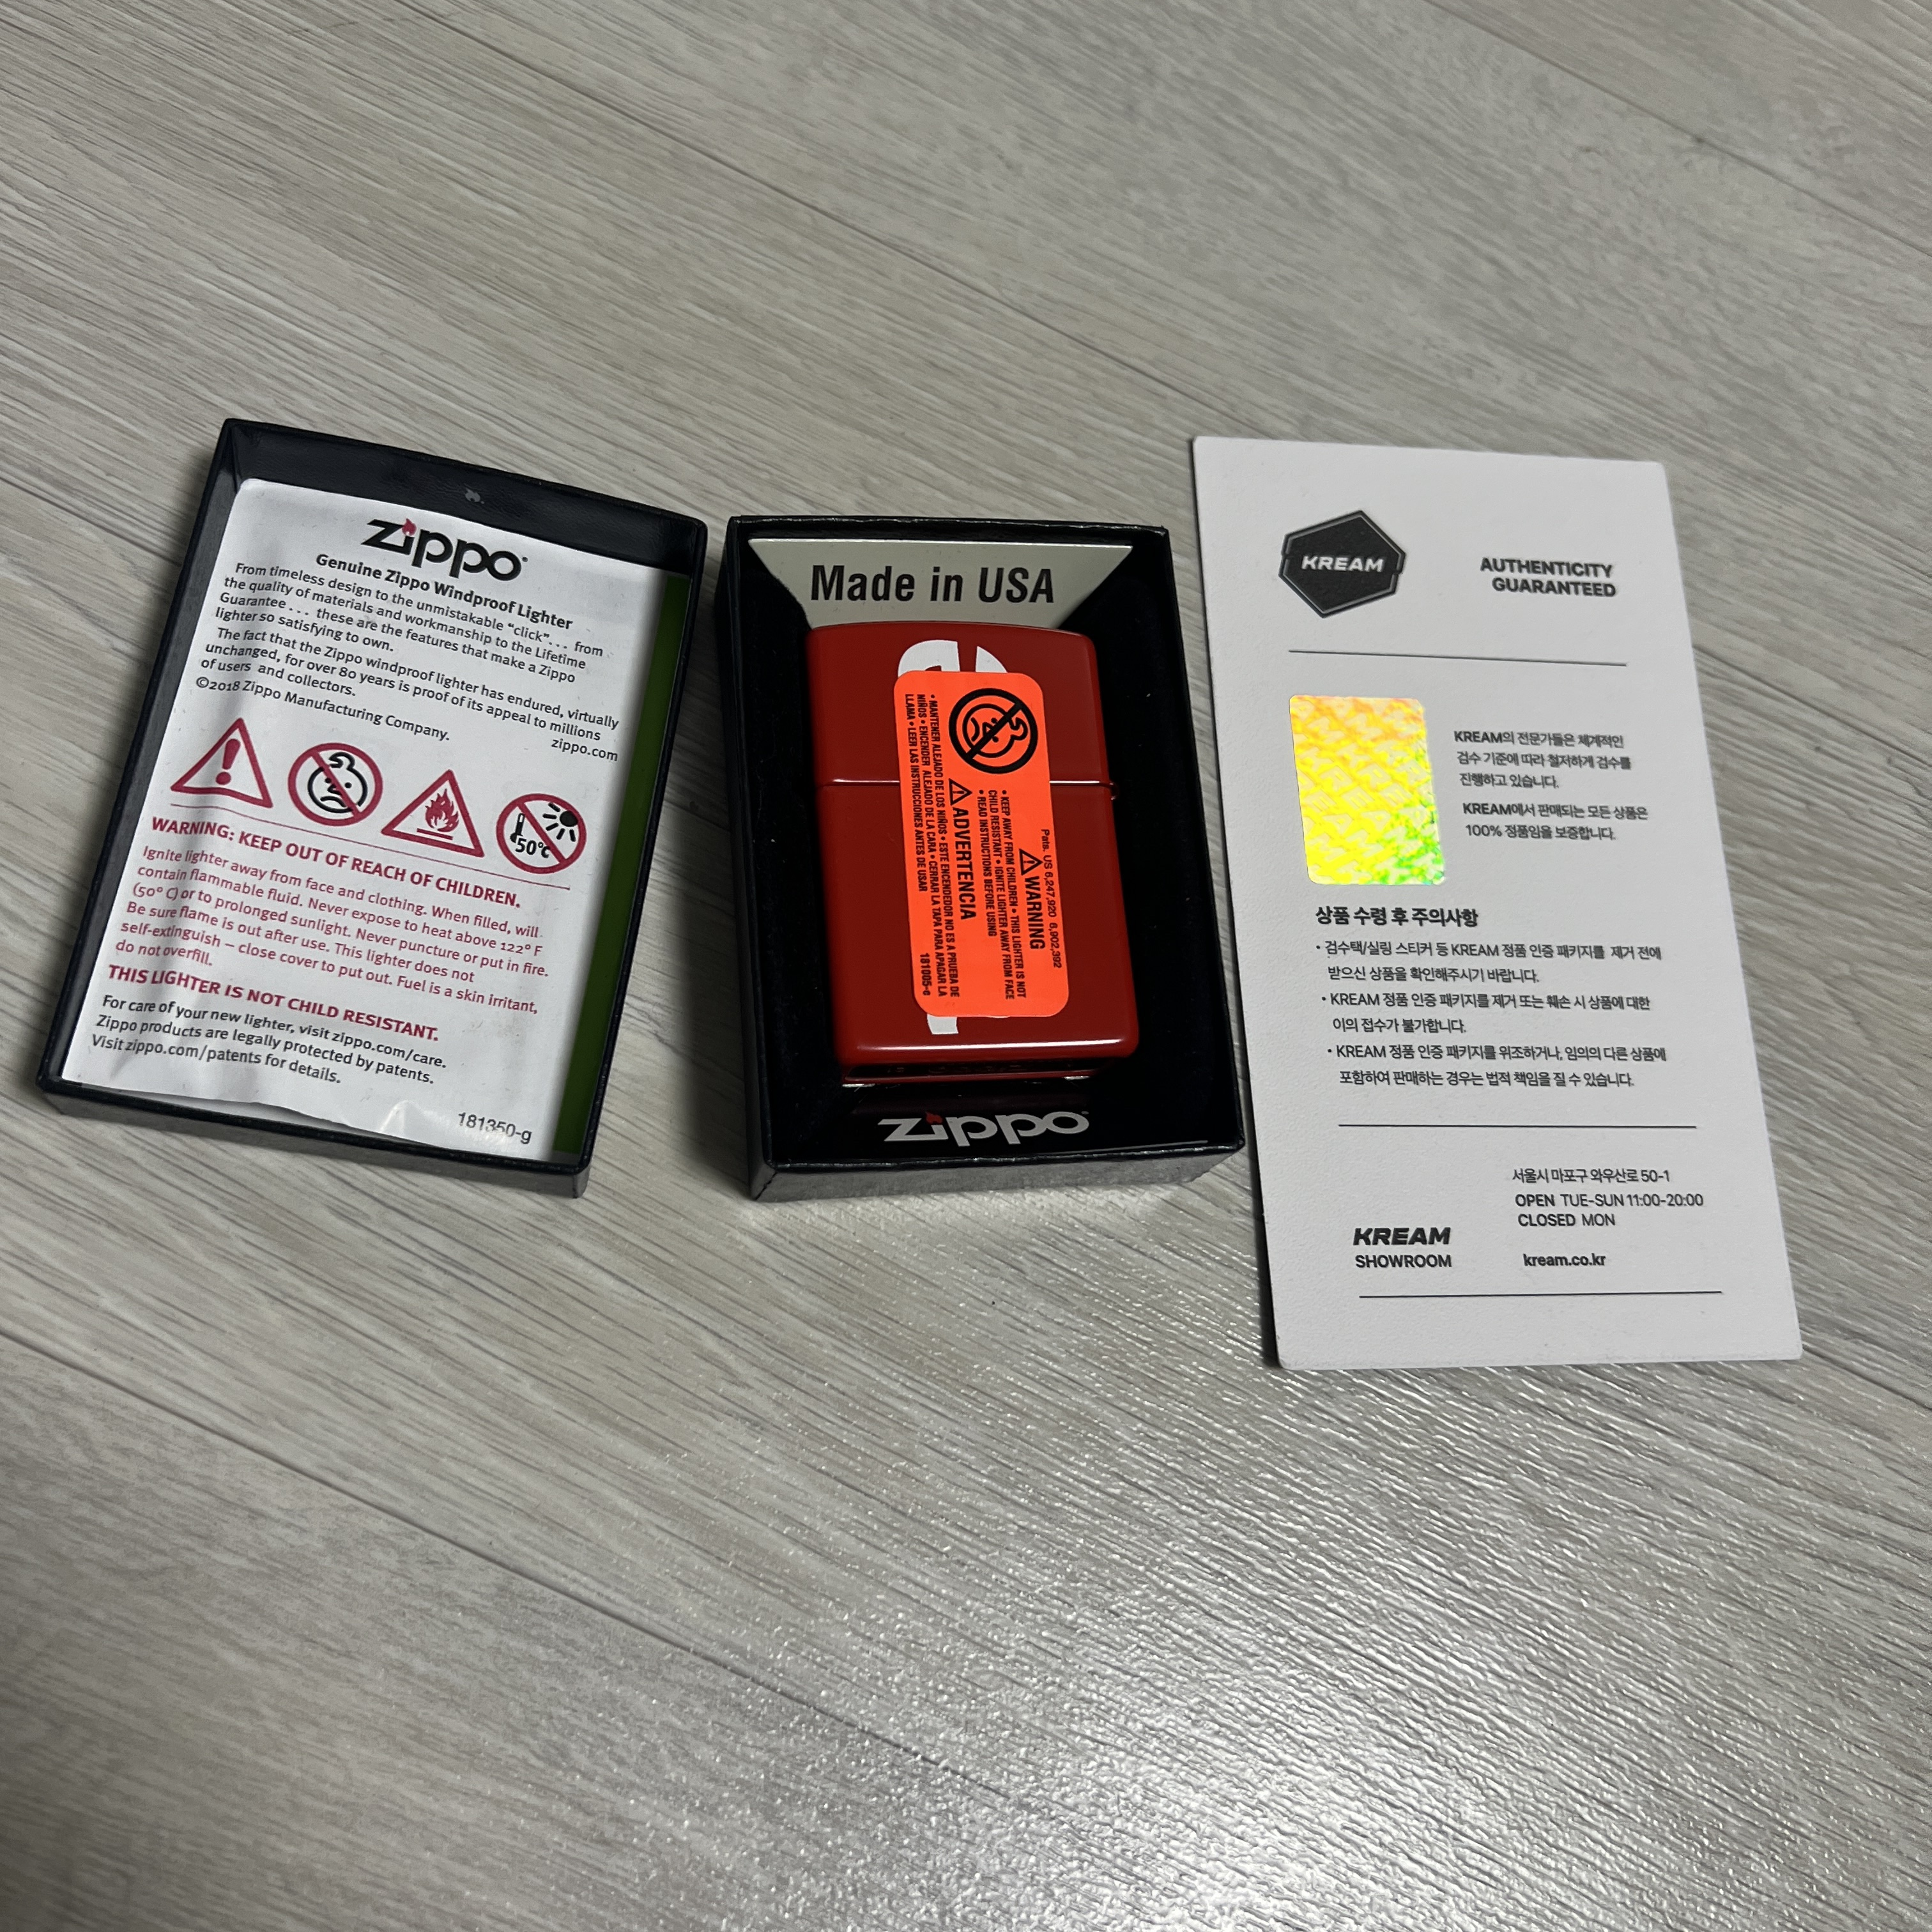 zippo
Genuine Zippo Windproof Lighter
From timeless design to the unmistakable “click”. . . from
the quality of materials and workmanship to the Lifetime
Guarantee . . . these are the features that make a Zippo
lighter so satisfying to own.
The fact that the Zippo windproof lighter has endured, virtually
unchanged, for over 80 years is proof of its appeal to millions
of users and collectors.
©2018 Zippo Manufacturing Company.
zippo.com
50°C
WARNING: KEEP OUT OF REACH OF CHILDREN.
Ignite lighter away from face and clothing. When filled, will
contain flammable fluid. Never expose to heat above 122° F
(50° C) or to prolonged sunlight. Never puncture or put in fire.
Be sure flame is out after use. This lighter does not
self-extinguish – close cover to put out. Fuel is a skin irritant,
do not overfill.
THIS LIGHTER IS NOT CHILD RESISTANT.
For care of your new lighter, visit zippo.com/care.
Zippo products are legally protected by patents.
Visit zippo.com/patents for details.
181350-g
Made in USA
Pats. US 6,247,920 6,902,392
WARNING
• KEEP AWAY FROM CHILDREN • THIS LIGHTER IS NOT
CHILD RESISTANT • IGNITE LIGHTER AWAY FROM FACE
• READ INSTRUCTIONS BEFORE USING
ADVERTENCIA
• MANTENER ALEJADO DE LOS NIÑOS • ESTE ENCENDEDOR NO ES A PRUEBA DE
NIÑOS • ENCENDER ALEJADO DE LA CARA • CERRAR LA TAPA PARA APAGAR LA
LLAMA • LEER LAS INSTRUCCIONES ANTES DE USAR
181005-e
zippo
KREAM
AUTHENTICITY
GUARANTEED
KREAM의 전문가들은 체계적인
검수 기준에 따라 철저하게 검수를
진행하고 있습니다.
KREAM에서 판매되는 모든 상품은
100% 정품임을 보증합니다.
상품 수령 후 주의사항
• 검수택/실링 스티커 등 KREAM 정품 인증 패키지를 제거 전에
받으신 상품을 확인해주시기 바랍니다.
• KREAM 정품 인증 패키지를 제거 또는 훼손 시 상품에 대한
이의 접수가 불가합니다.
• KREAM 정품 인증 패키지를 위조하거나, 임의의 다른 상품에
포함하여 판매하는 경우는 법적 책임을 질 수 있습니다.
서울시 마포구 와우산로 50-1
OPEN TUE-SUN 11:00-20:00
CLOSED MON
KREAM
SHOWROOM
kream.co.kr